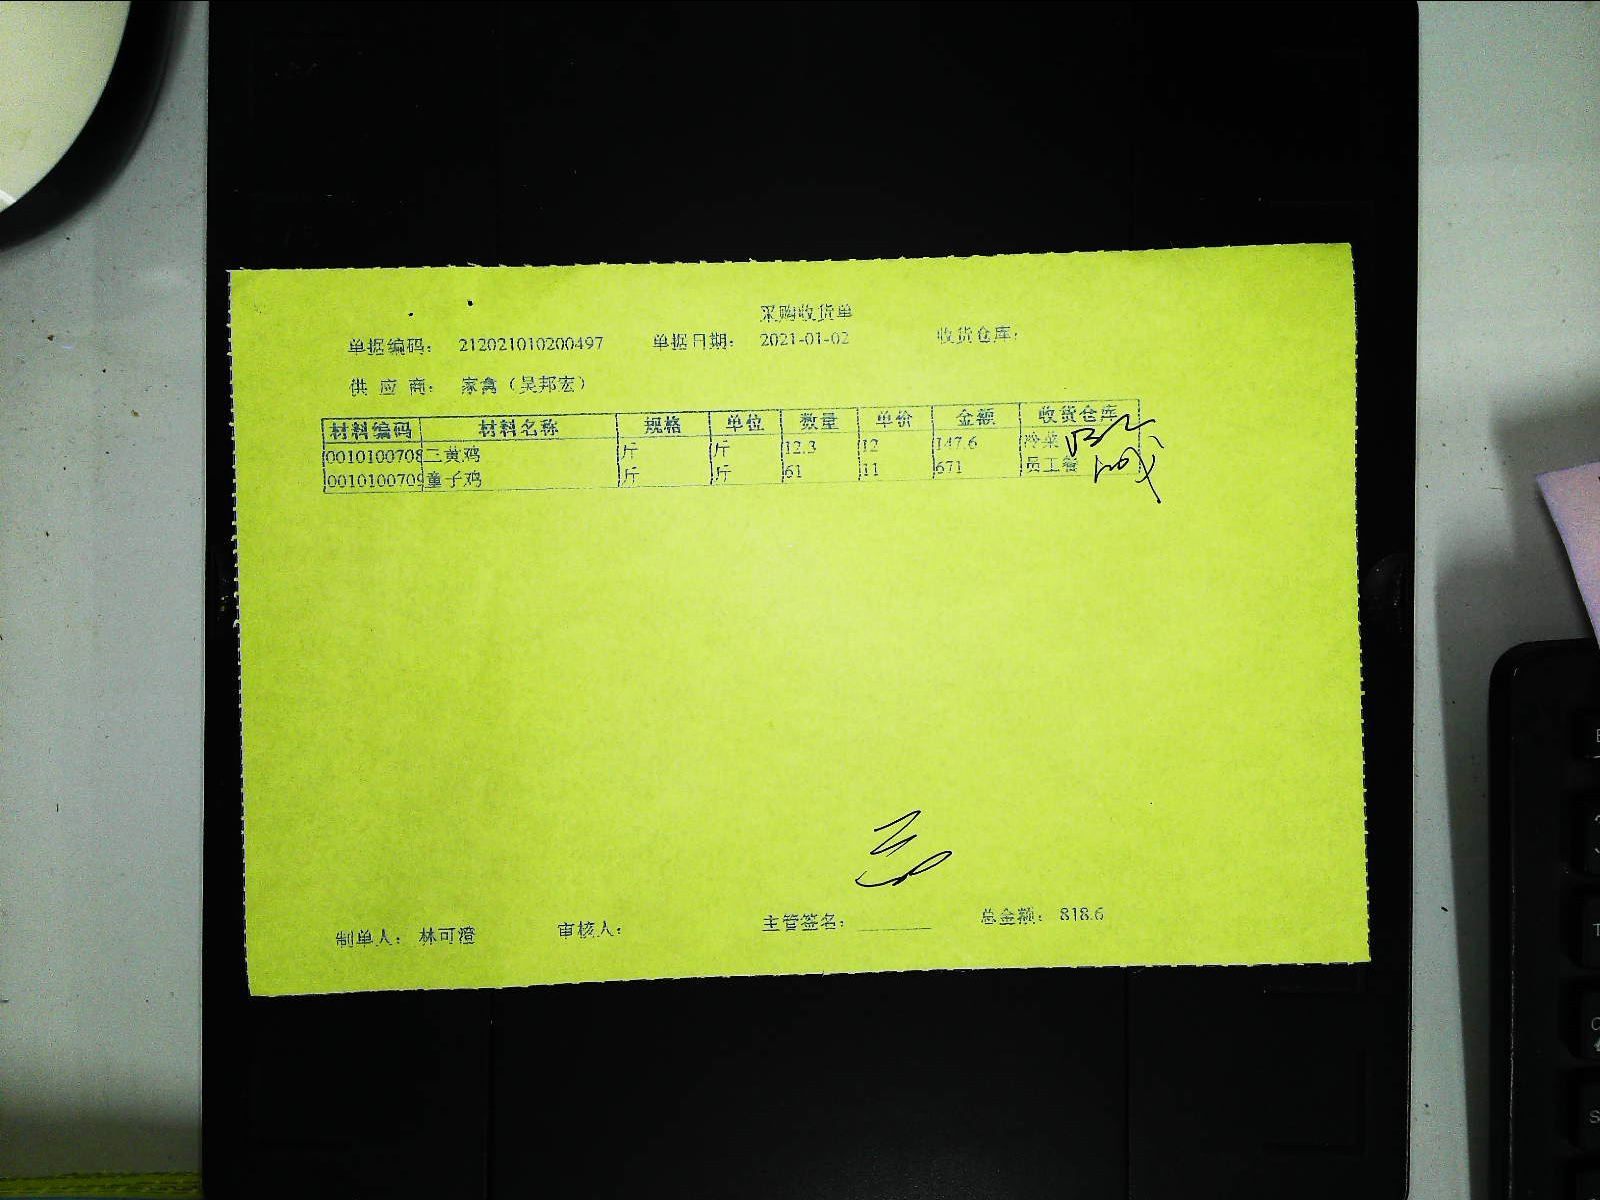 采购收货单
单据编码： 212021010200497 单据日期： 2021-01-02 收货仓库：
供 应 商： 家禽（吴邦宏）
材料编码 材料名称 规格 单位 数量 单价 金额 收货仓库
0010100708 三黄鸡 斤 斤 12.3 12 147.6 冷菜
0010100709 童子鸡 斤 斤 61 11 671 员工餐
制单人： 林可澄 审核人： 主管签名： 总金额： 818.6